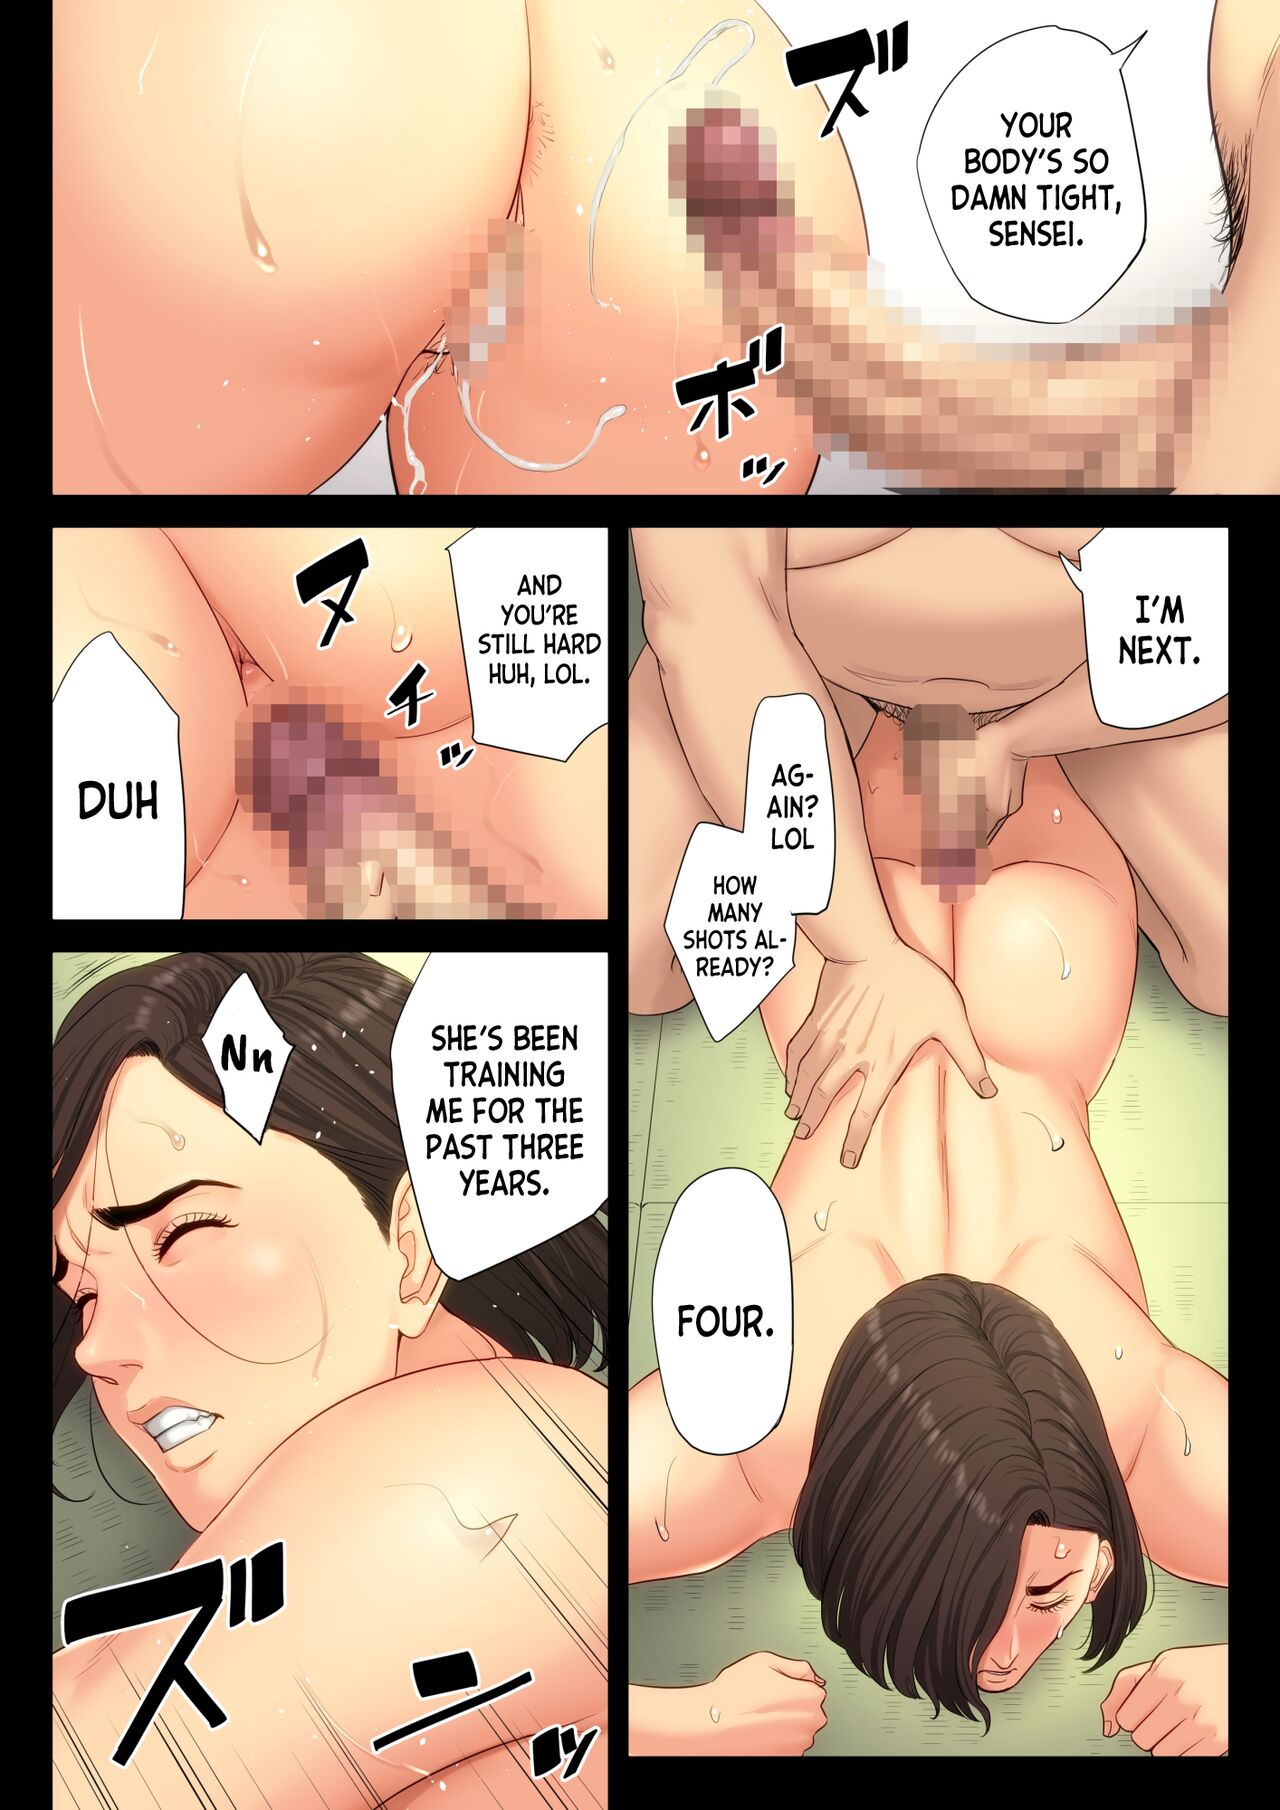 YOUR
BODY'S SO
DAMN TIGHT,
SENSEI.
ズ
ボ
ッ
I'M
NEXT.
AG-
AIN?
LOL
HOW
MANY
SHOTS AL-
READY?
FOUR.
AND
YOU'RE
STILL HARD
HUH, LOL.
ヌ
チ
ッ
DUH
SHE'S BEEN
TRAINING
ME FOR THE
PAST THREE
YEARS.
Nn
ズ
ン
ッ